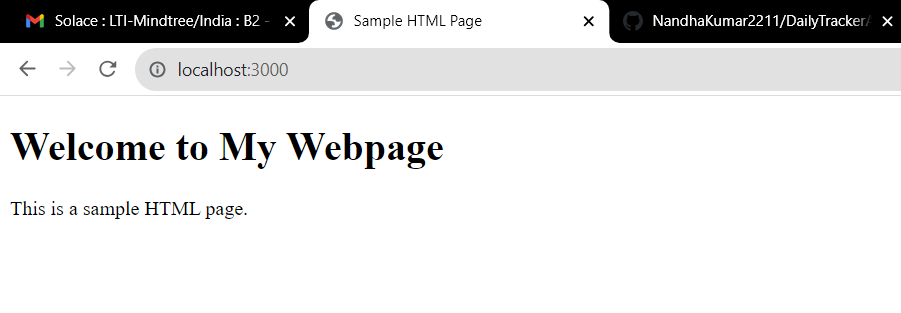 Solace : LTI-Mindtree/India : B2 -
Sample HTML Page
NandhaKumar2211/DailyTracker
localhost:3000
Welcome to My Webpage
This is a sample HTML page.